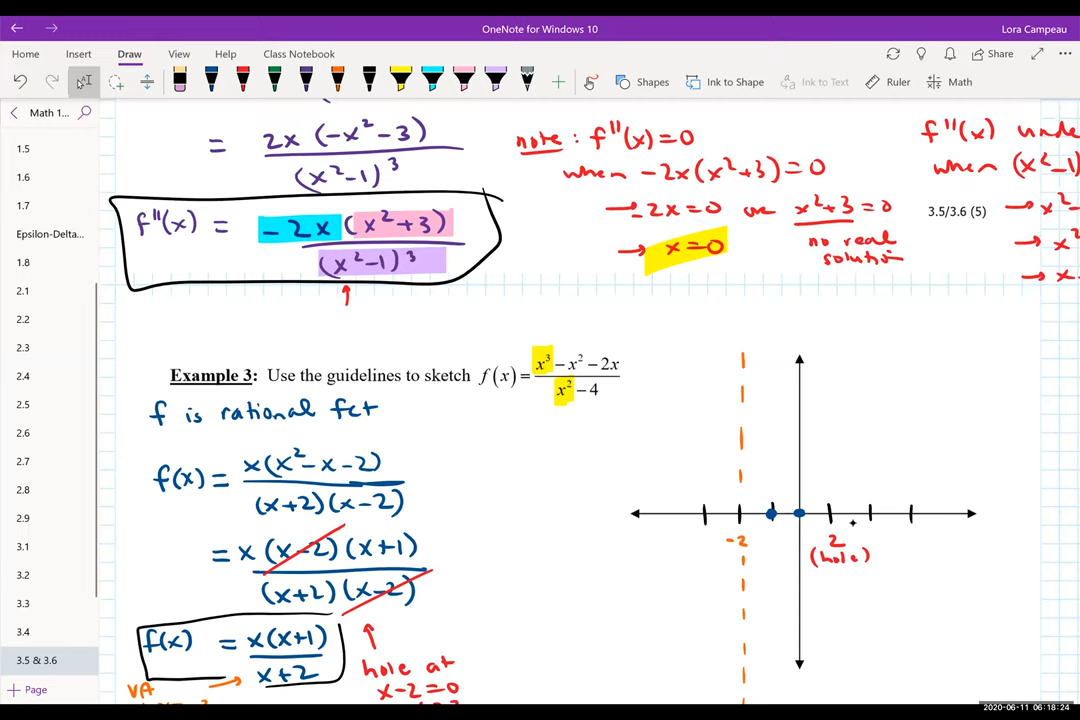 OneNote for Windows 10
Lora Campeau
Home Insert Draw View Help Class Notebook
Share
Shapes Ink to Shape Ink to Text Ruler Math
Math 1...
1.5
1.6
1.7
Epsilon-Delta...
1.8
2.1
2.2
2.3
2.4
2.5
2.6
2.7
2.8
2.9
3.1
3.2
3.3
3.4
3.5 & 3.6
Page
= 2x (-x² - 3) / (x² - 1)³
f''(x) = -2x (x² + 3) / (x² - 1)³
note : f''(x) = 0
when -2x(x² + 3) = 0
→ -2x = 0 or x² + 3 = 0
→ x = 0
no real
solution
f''(x) unde
when (x² - 1)
3.5/3.6 (5)
→ x² -
→ x²
→ x
Example 3: Use the guidelines to sketch f(x) = x³ - x² - 2x / x² - 4
f is rational fct
f(x) = x(x² - x - 2) / (x+2)(x-2)
= x (x-2)(x+1) / (x+2)(x-2)
f(x) = x(x+1) / x+2
hole at
x-2=0
VA
-2
2
(hole)
2020-06-11 06:18:24